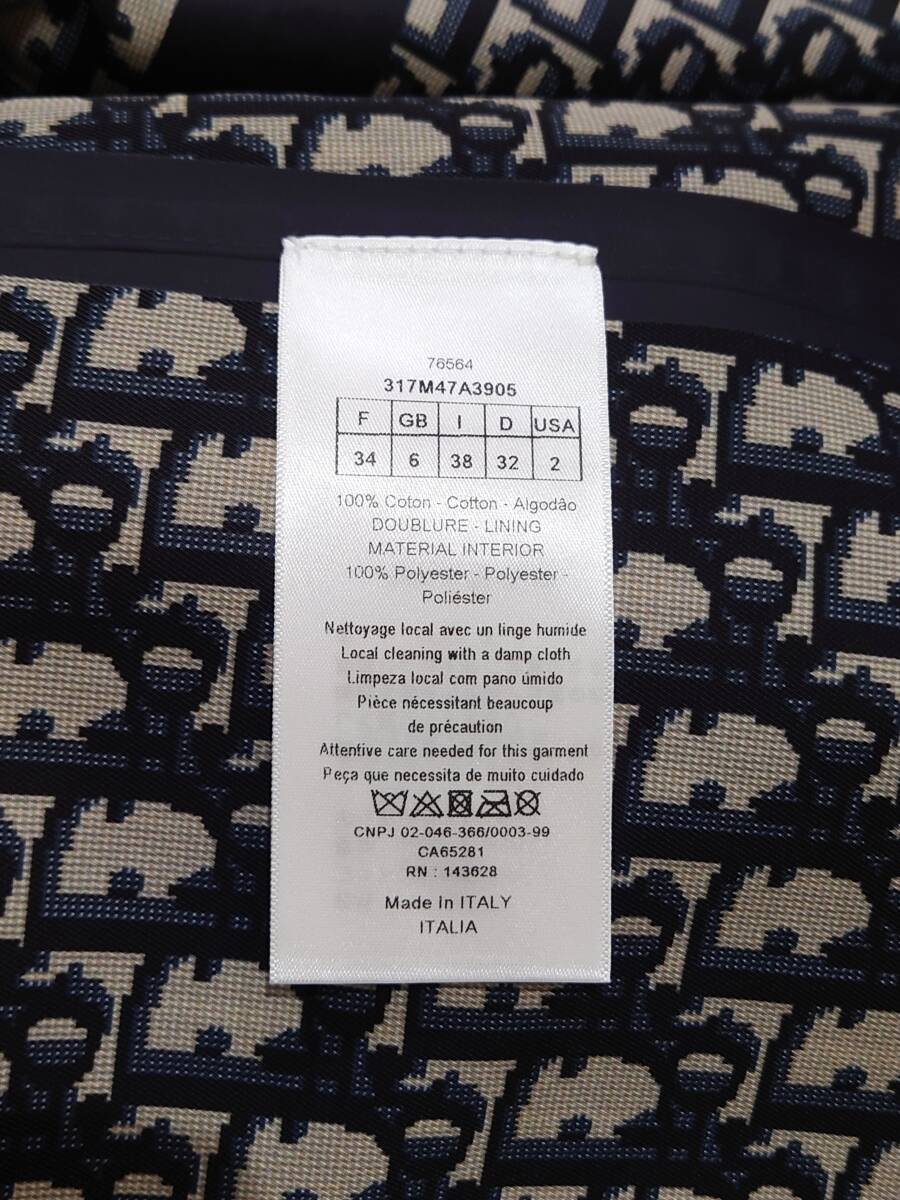 76564
317M47A3905
F GB I D USA
34 6 38 32 2
100% Coton - Cotton - Algodâo
DOUBLURE - LINING
MATERIAL INTERIOR
100% Polyester - Polyester -
Poliéster
Nettoyage local avec un linge humide
Local cleaning with a damp cloth
Limpeza local com pano úmido
Pièce nécessitant beaucoup
de précaution
Attentive care needed for this garment
Peça que necessita de muito cuidado
CNPJ 02-046-366/0003-99
CA65281
RN : 143628
Made In ITALY
ITALIA